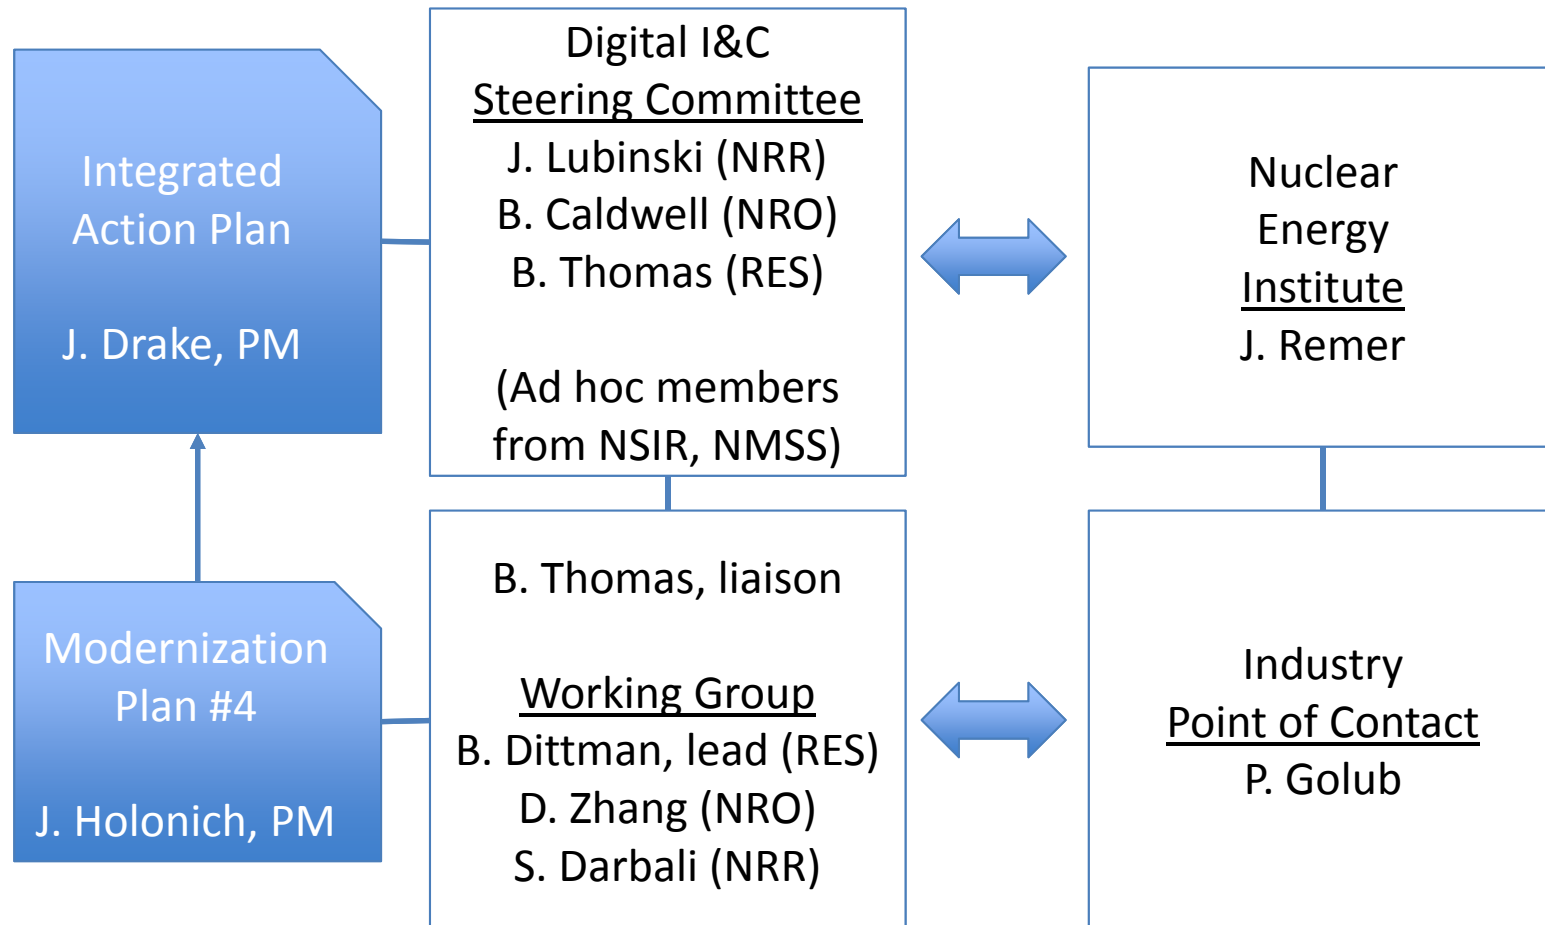 Integrated
Action Plan
J. Drake, PM
Digital I&C
Steering Committee
J. Lubinski (NRR)
B. Caldwell (NRO)
B. Thomas (RES)
(Ad hoc members
from NSIR, NMSS)
Nuclear
Energy
Institute
J. Remer
Modernization
Plan #4
J. Holonich, PM
B. Thomas, liaison
Working Group
B. Dittman, lead (RES)
D. Zhang (NRO)
S. Darbali (NRR)
Industry
Point of Contact
P. Golub